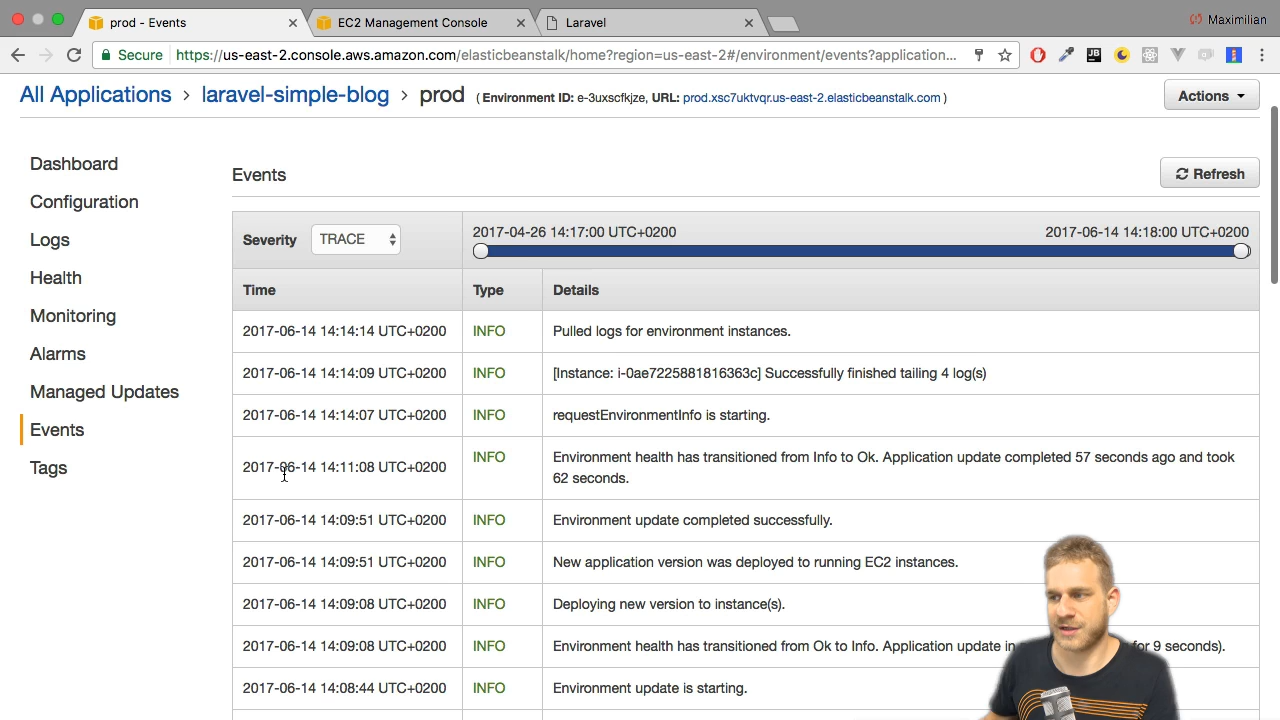 prod - Events
EC2 Management Console
Laravel
Maximilian
Secure
https://us-east-2.console.aws.amazon.com/elasticbeanstalk/home?region=us-east-2#/environment/events?application...
JB
All Applications > laravel-simple-blog > prod ( Environment ID: e-3uxscfkjze, URL: prod.xsc7uktvqr.us-east-2.elasticbeanstalk.com )
Actions
Dashboard
Configuration
Logs
Health
Monitoring
Alarms
Managed Updates
Events
Tags
Events
Refresh
Severity
TRACE
2017-04-26 14:17:00 UTC+0200
2017-06-14 14:18:00 UTC+0200
Time Type Details
2017-06-14 14:14:14 UTC+0200 INFO Pulled logs for environment instances.
2017-06-14 14:14:09 UTC+0200 INFO [Instance: i-0ae7225881816363c] Successfully finished tailing 4 log(s)
2017-06-14 14:14:07 UTC+0200 INFO requestEnvironmentInfo is starting.
2017-06-14 14:11:08 UTC+0200 INFO Environment health has transitioned from Info to Ok. Application update completed 57 seconds ago and took
62 seconds.
2017-06-14 14:09:51 UTC+0200 INFO Environment update completed successfully.
2017-06-14 14:09:51 UTC+0200 INFO New application version was deployed to running EC2 instances.
2017-06-14 14:09:08 UTC+0200 INFO Deploying new version to instance(s).
2017-06-14 14:09:08 UTC+0200 INFO Environment health has transitioned from Ok to Info. Application update in for 9 seconds).
2017-06-14 14:08:44 UTC+0200 INFO Environment update is starting.